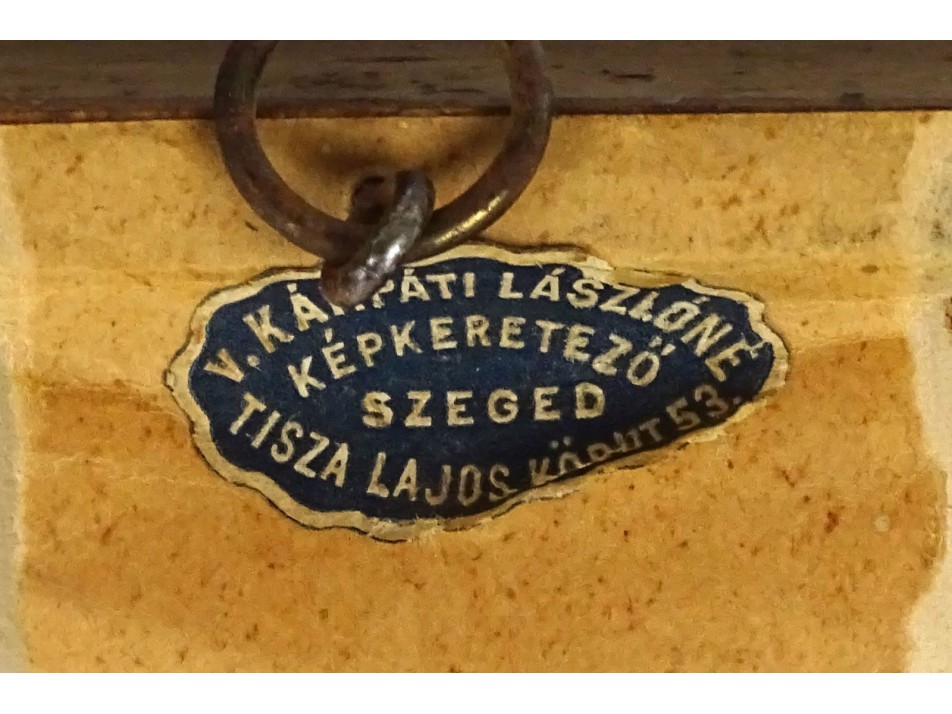 V. KÁRPÁTI LÁSZLÓNÉ
KÉPKERETEZŐ
SZEGED
TISZA LAJOS KÖRUT 53.